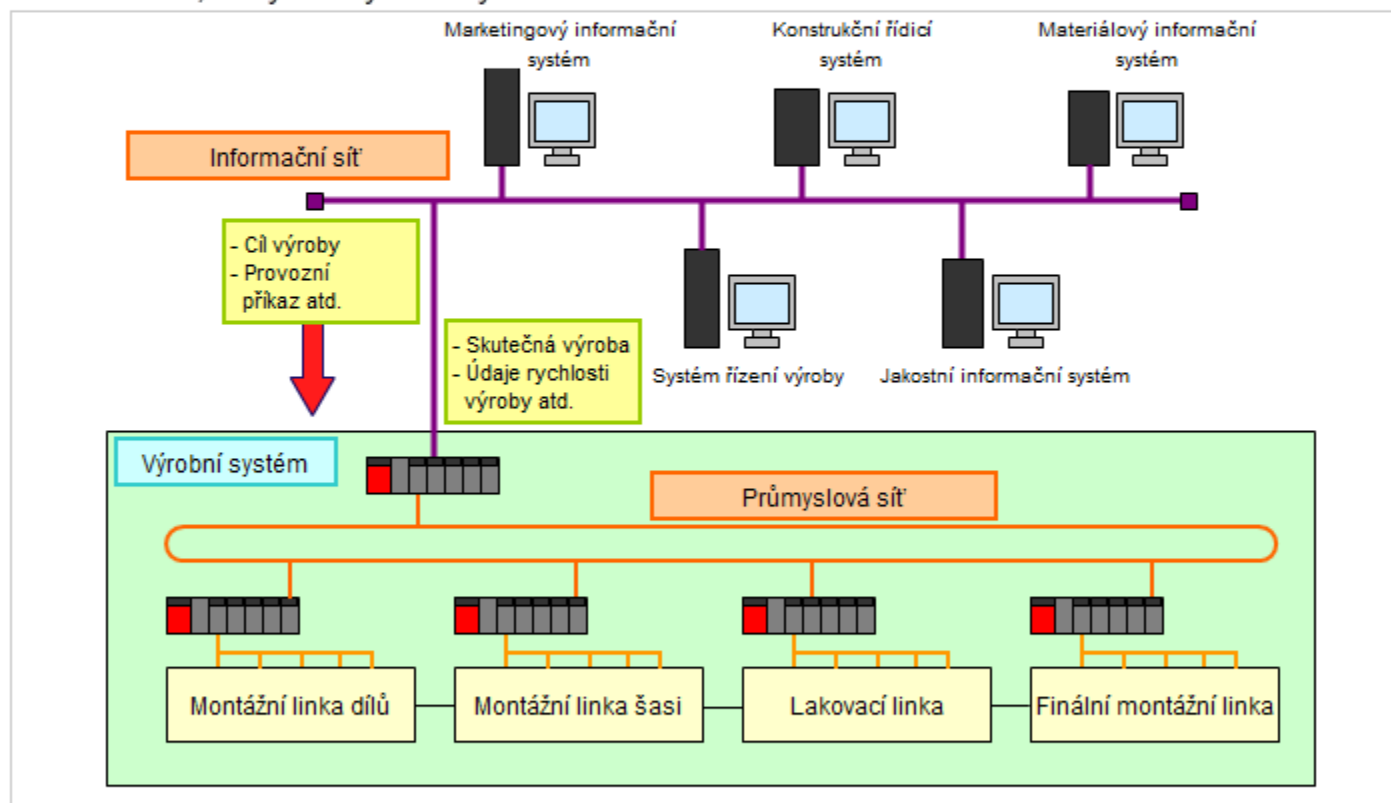 Marketingový informační
systém
Konstrukční řídicí
systém
Materiálový informační
systém
Informační síť
- Cíl výroby
- Provozní
příkaz atd.
- Skutečná výroba
- Údaje rychlosti
výroby atd.
Systém řízení výroby
Jakostní informační systém
Výrobní systém
Průmyslová síť
Montážní linka dílů
Montážní linka šasi
Lakovací linka
Finální montážní linka